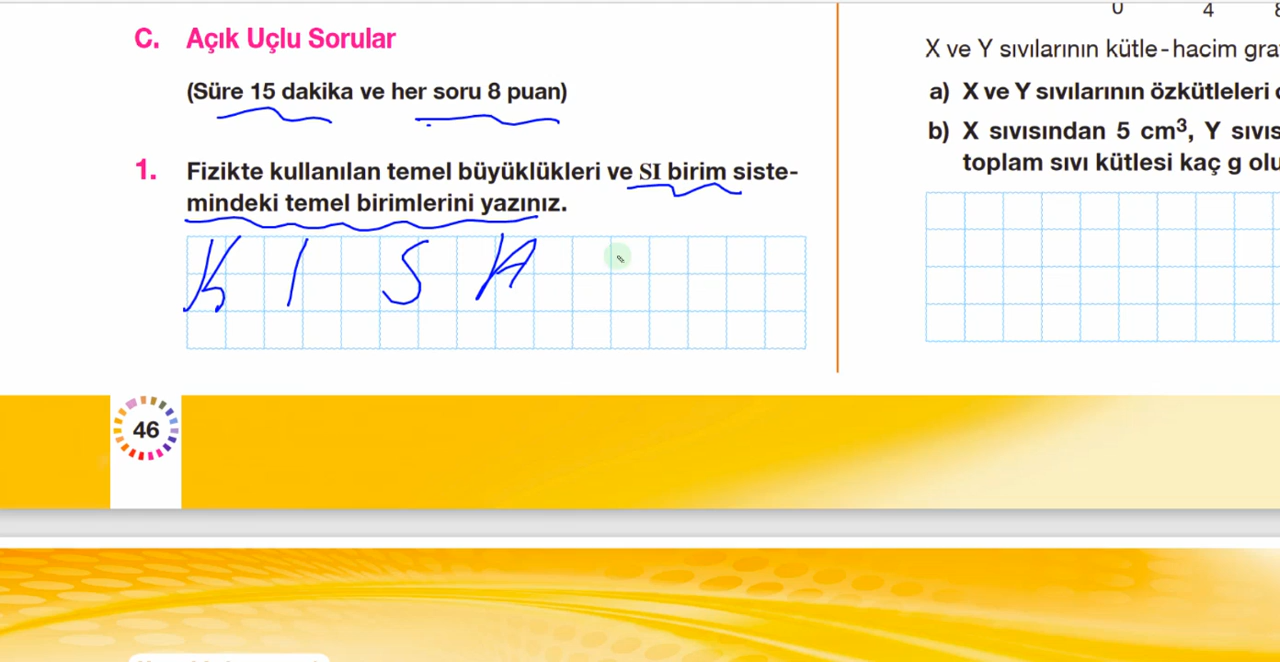 C. Açık Uçlu Sorular
(Süre 15 dakika ve her soru 8 puan)
1. Fizikte kullanılan temel büyüklükleri ve SI birim siste-
mindeki temel birimlerini yazınız.
K I S A
46
0 4 8
X ve Y sıvılarının kütle-hacim gra
a) X ve Y sıvılarının özkütleleri
b) X sıvısından 5 cm³, Y sıvıs
toplam sıvı kütlesi kaç g olu